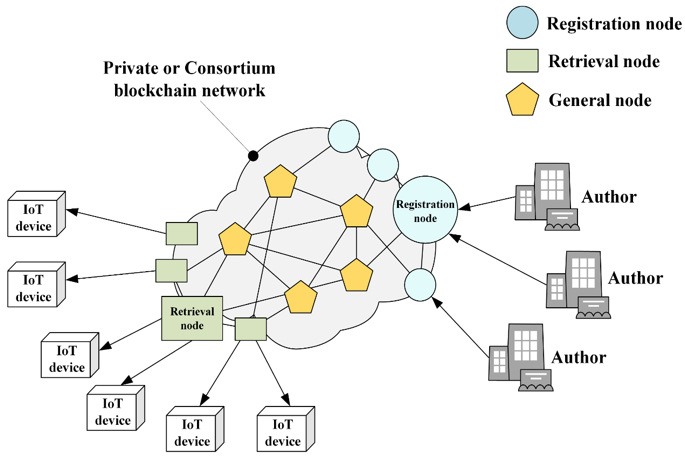 Registration node
Retrieval node
General node
Private or Consortium
blockchain network
IoT
device
IoT
device
IoT
device
IoT
device
IoT
device
IoT
device
Retrieval
node
Registration
node
Author
Author
Author